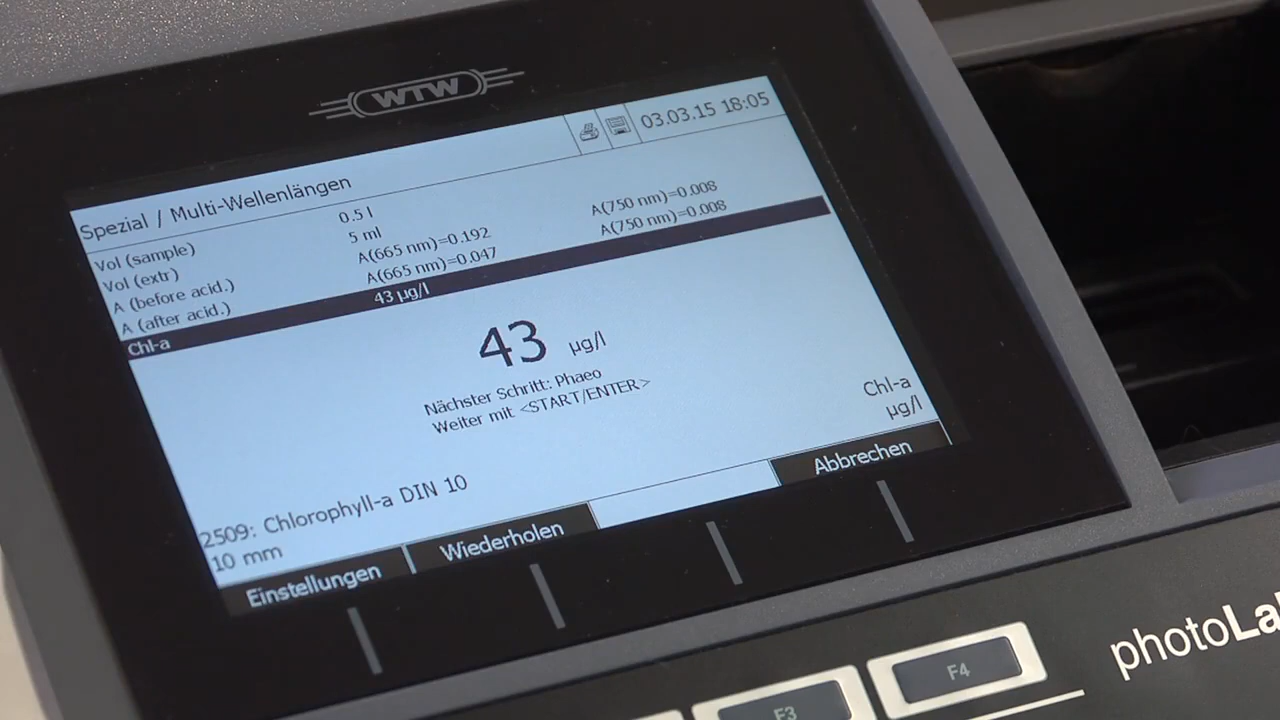 WTW
03.03.15 18:05
Spezial / Multi-Wellenlängen
Vol (sample) 0.5 l
Vol (extr) 5 ml
A (before acid.) A(665 nm)=0.192 A(750 nm)=0.008
A (after acid.) A(665 nm)=0.047 A(750 nm)=0.008
Chl-a 43 µg/l
43 µg/l
Nächster Schritt: Phaeo
Weiter mit <START/ENTER>
Chl-a
µg/l
2509: Chlorophyll-a DIN 10
10 mm
Einstellungen Wiederholen Abbrechen
photoLa
F3 F4